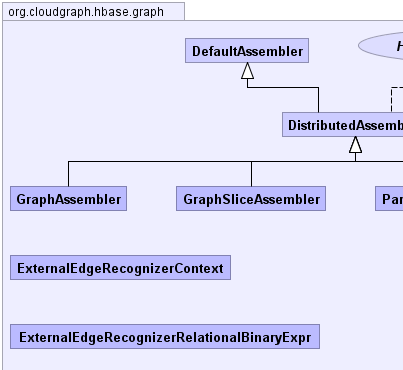 org.cloudgraph.hbase.graph
DefaultAssembler
H
DistributedAssemb
GraphAssembler
GraphSliceAssembler
Par
ExternalEdgeRecognizerContext
ExternalEdgeRecognizerRelationalBinaryExpr